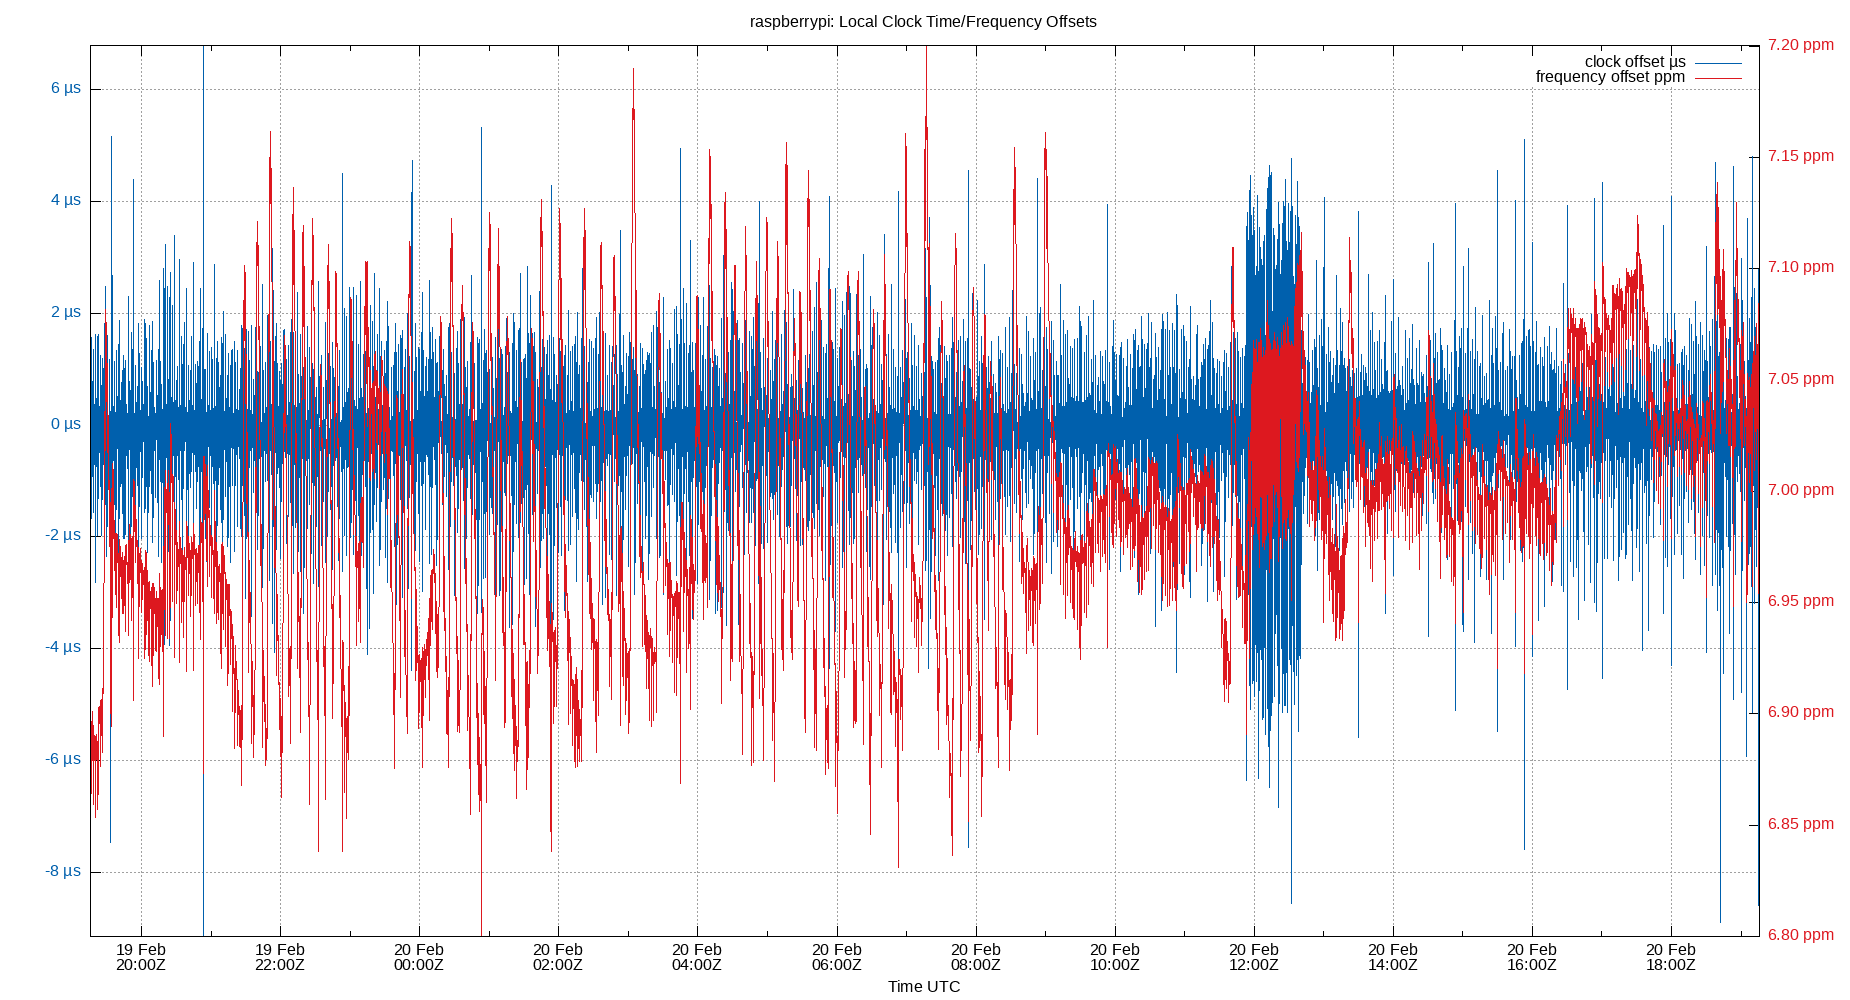 raspberrypi: Local Clock Time/Frequency Offsets
clock offset µs
frequency offset ppm
6 µs
4 µs
2 µs
0 µs
-2 µs
-4 µs
-6 µs
-8 µs
7.20 ppm
7.15 ppm
7.10 ppm
7.05 ppm
7.00 ppm
6.95 ppm
6.90 ppm
6.85 ppm
6.80 ppm
19 Feb 19 Feb 20 Feb 20 Feb 20 Feb 20 Feb 20 Feb 20 Feb 20 Feb 20 Feb 20 Feb 20 Feb
20:00Z 22:00Z 00:00Z 02:00Z 04:00Z 06:00Z 08:00Z 10:00Z 12:00Z 14:00Z 16:00Z 18:00Z
Time UTC